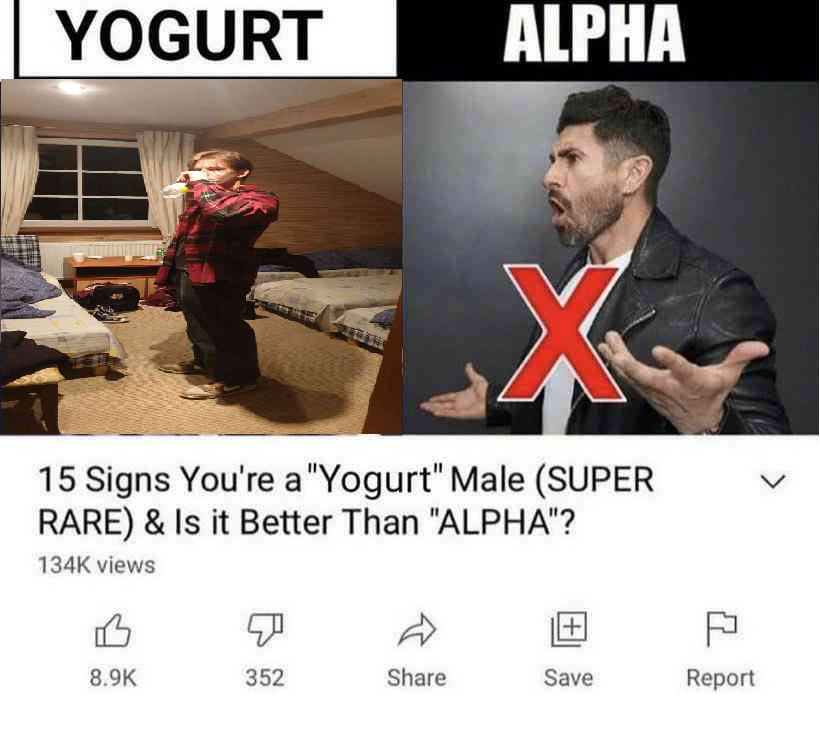 YOGURT
ALPHA
X
15 Signs You're a "Yogurt" Male (SUPER
RARE) & Is it Better Than "ALPHA"?
134K views
8.9K
352
Share
Save
Report